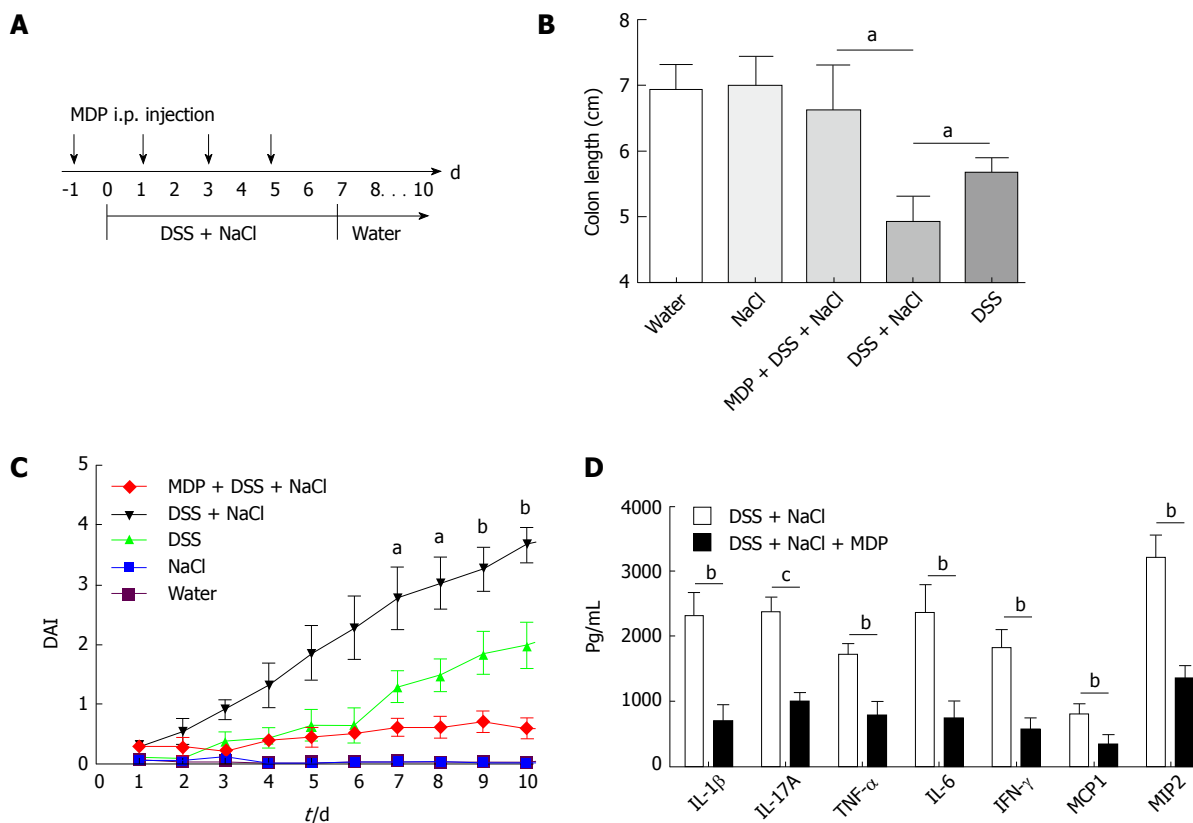 A
MDP i.p. injection
d
-1 0 1 2 3 4 5 6 7 8. . . 10
DSS + NaCl Water
B
a
a
Colon length (cm)
8
7
6
5
4
Water
NaCl
MDP + DSS + NaCl
DSS + NaCl
DSS
C
DAI
5
4
3
2
1
0
MDP + DSS + NaCl
DSS + NaCl
DSS
NaCl
Water
a a b b
0 1 2 3 4 5 6 7 8 9 10
t/d
D
Pg/mL
4000
3000
2000
1000
0
DSS + NaCl
DSS + NaCl + MDP
b c b b b b b
IL-1β
IL-17A
TNF-α
IL-6
IFN-γ
MCP1
MIP2